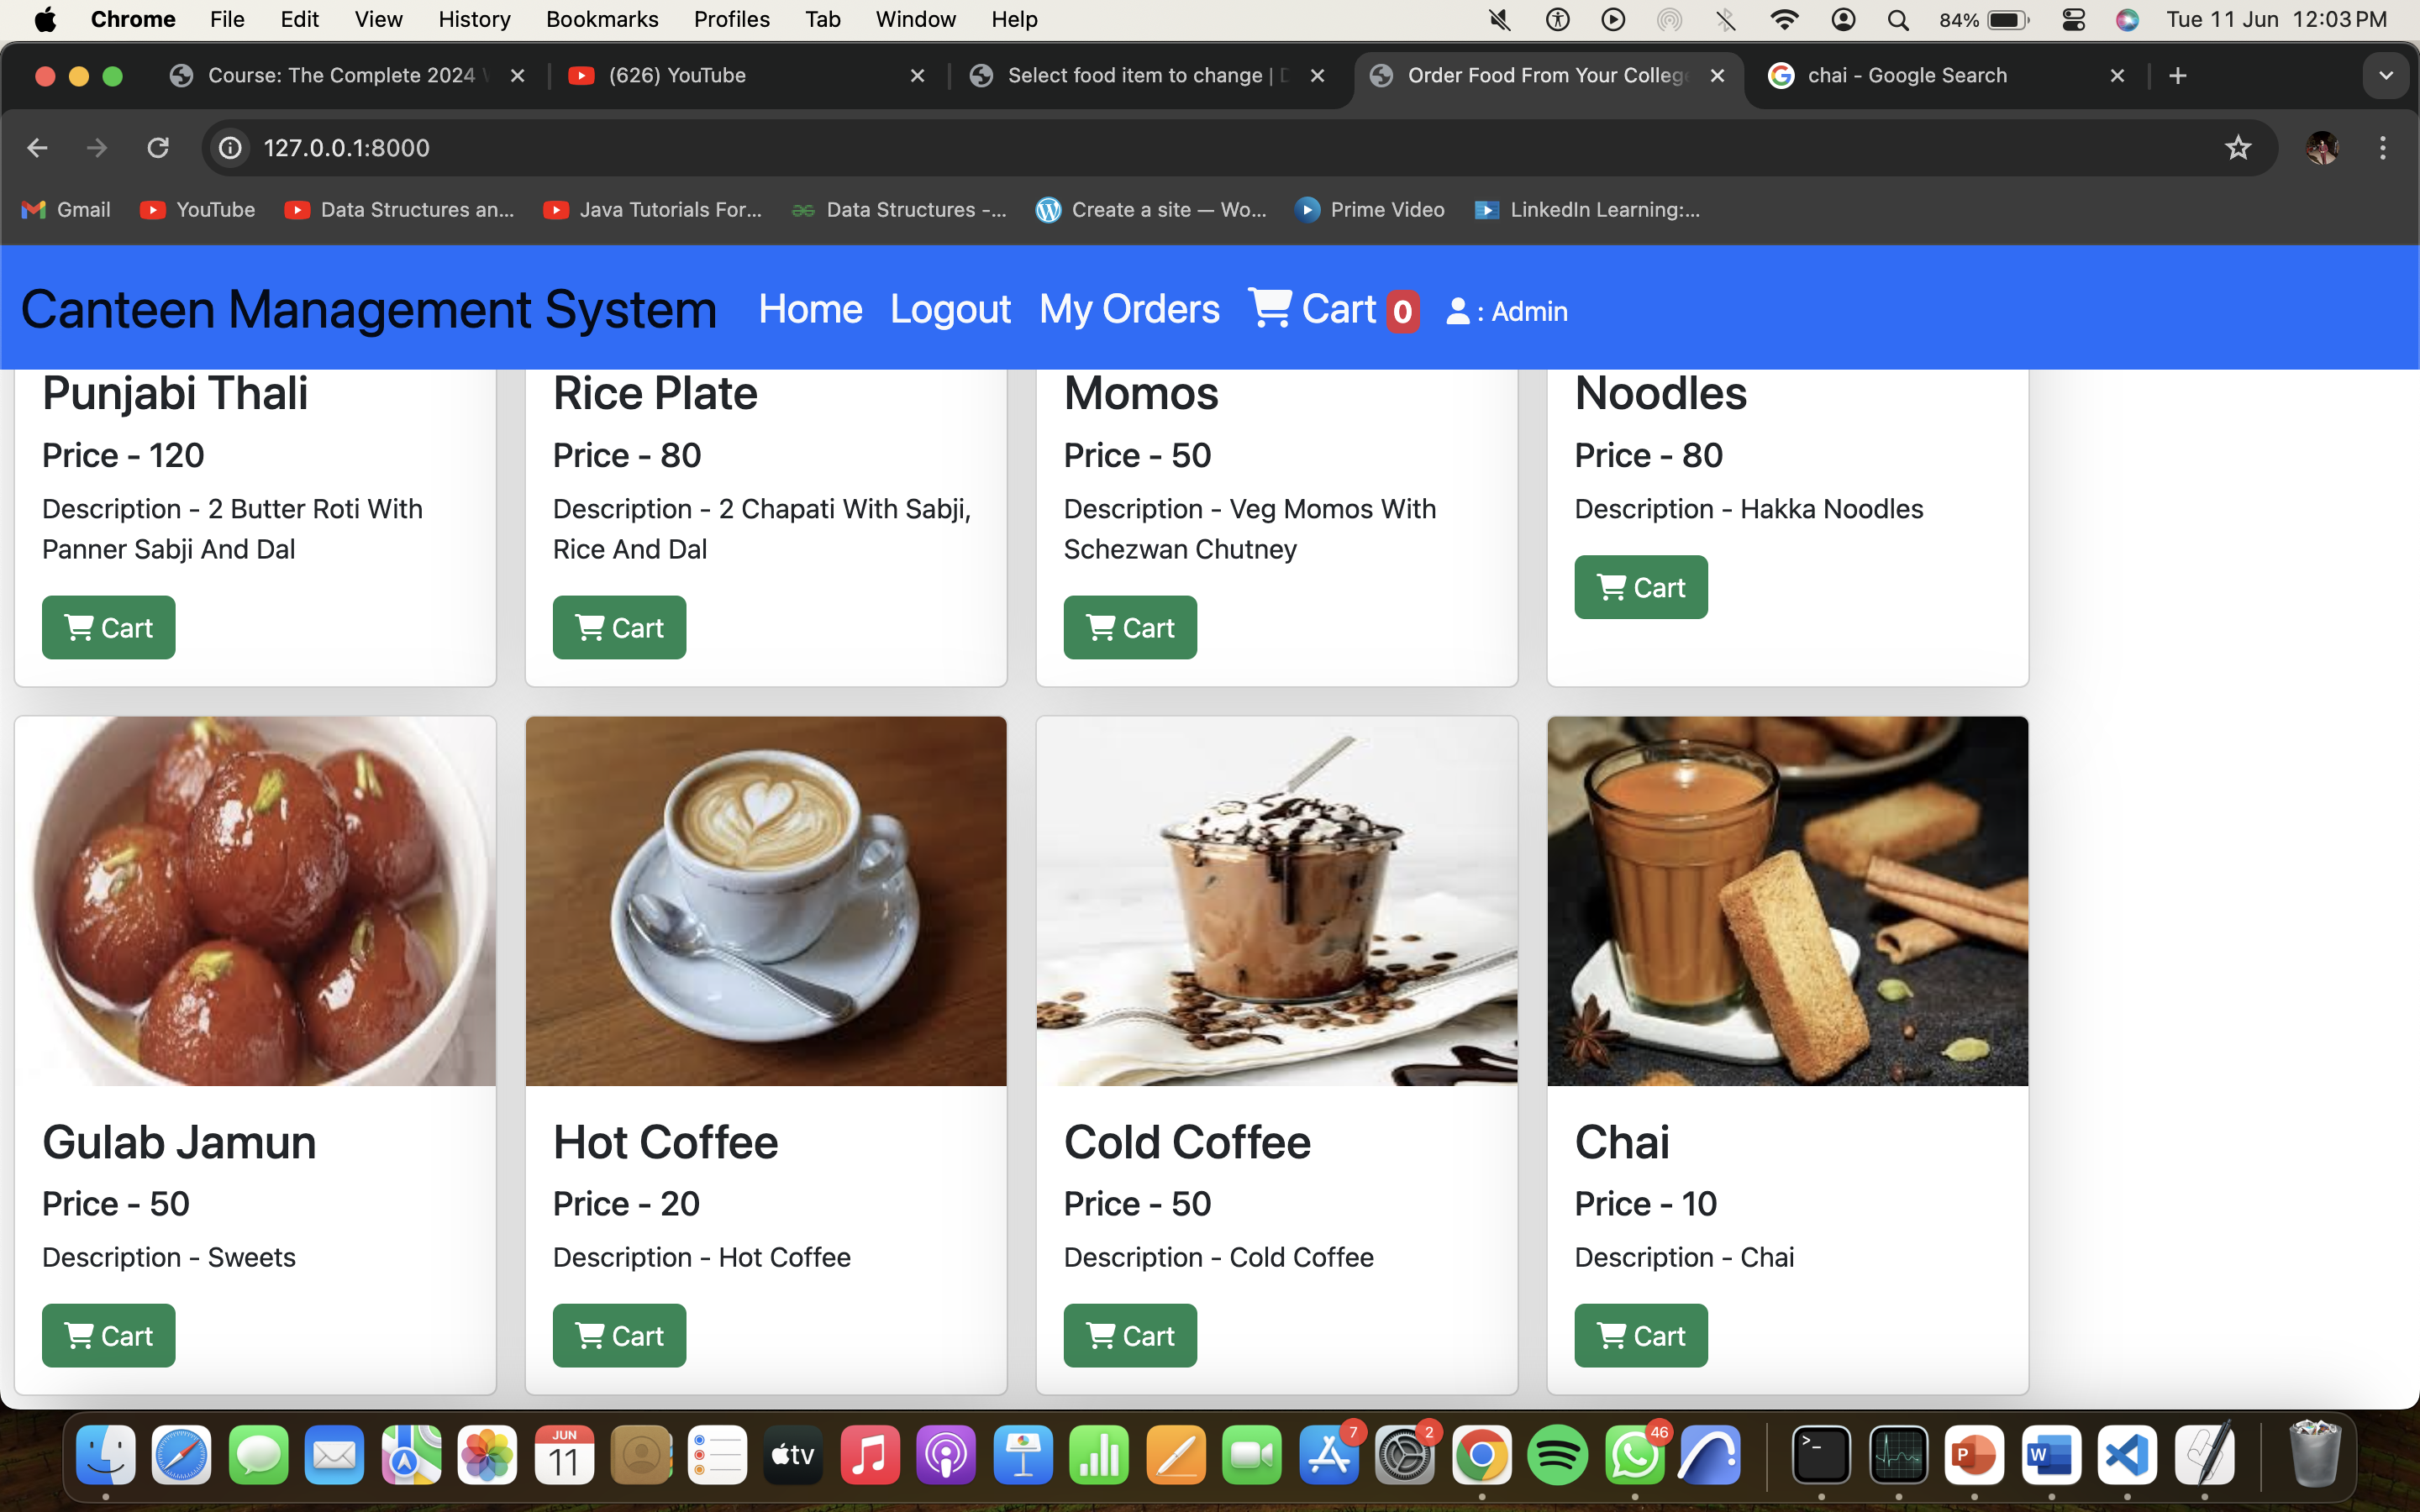 Chrome File Edit View History Bookmarks Profiles Tab Window Help 84% Tue 11 Jun 12:03 PM
Course: The Complete 2024 (626) YouTube Select food item to change | Order Food From Your College chai - Google Search
127.0.0.1:8000
Gmail YouTube Data Structures an... Java Tutorials For... Data Structures -... Create a site — Wo... Prime Video LinkedIn Learning:...
Canteen Management System Home Logout My Orders Cart 0 : Admin
Punjabi Thali
Price - 120
Description - 2 Butter Roti With
Panner Sabji And Dal
Cart
Rice Plate
Price - 80
Description - 2 Chapati With Sabji,
Rice And Dal
Cart
Momos
Price - 50
Description - Veg Momos With
Schezwan Chutney
Cart
Noodles
Price - 80
Description - Hakka Noodles
Cart
Gulab Jamun
Price - 50
Description - Sweets
Cart
Hot Coffee
Price - 20
Description - Hot Coffee
Cart
Cold Coffee
Price - 50
Description - Cold Coffee
Cart
Chai
Price - 10
Description - Chai
Cart
JUN
11
tv
7
2
46
>_
P
W